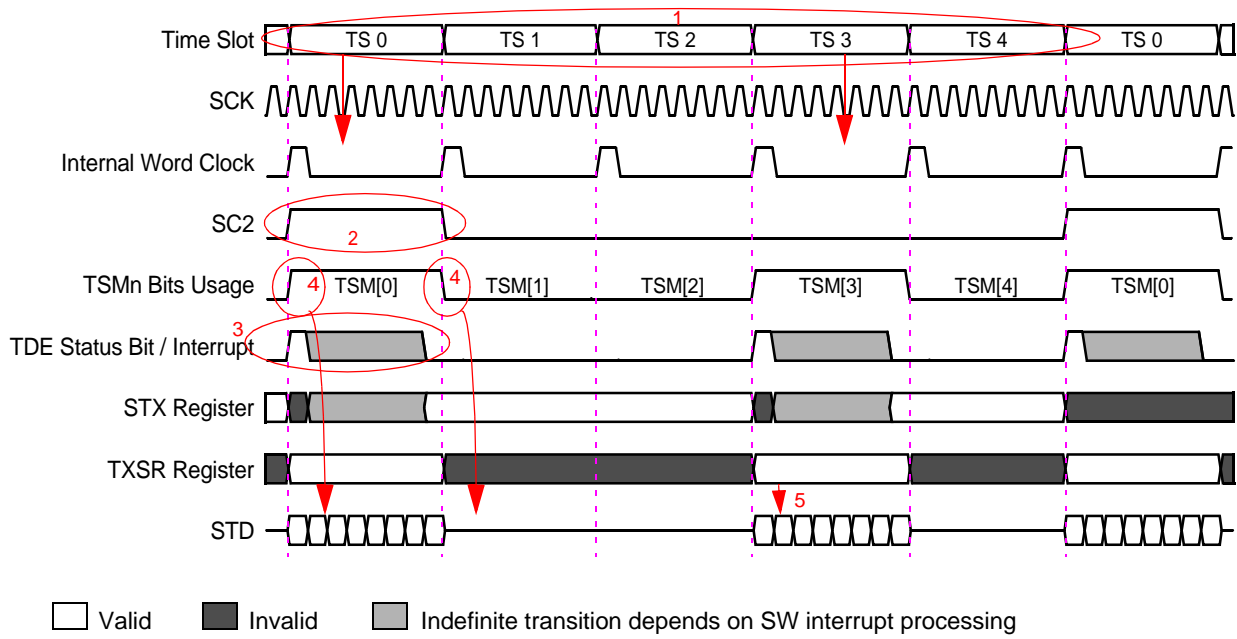 1
Time Slot TS 0 TS 1 TS 2 TS 3 TS 4 TS 0
SCK
Internal Word Clock
SC2
2
TSMn Bits Usage 4 TSM[0] 4 TSM[1] TSM[2] TSM[3] TSM[4] TSM[0]
3
TDE Status Bit / Interrupt
STX Register
TXSR Register
5
STD
Valid Invalid Indefinite transition depends on SW interrupt processing